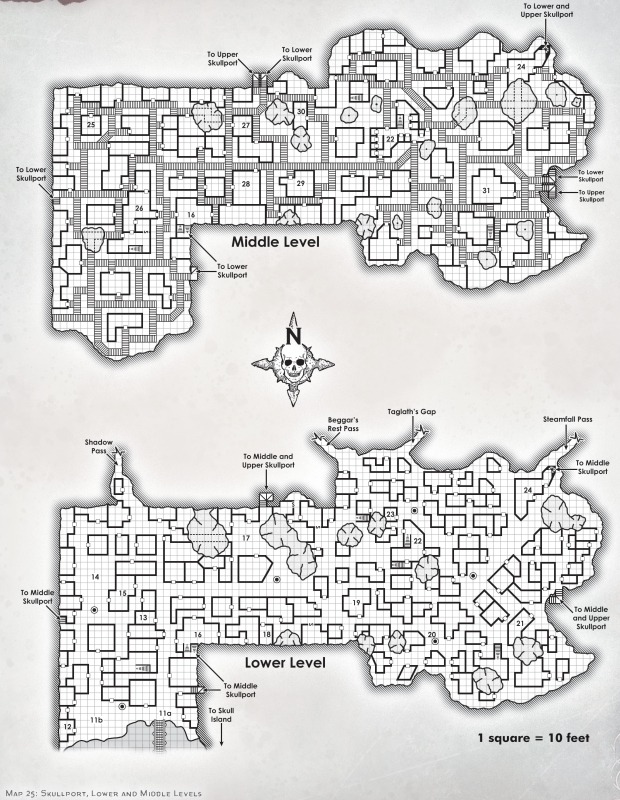 To Lower and
Upper Skullport
To Upper
Skullport
To Lower
Skullport
24
25
27
30
22
To Lower
Skullport
To Lower
Skullport
To Upper
Skullport
28
29
31
26
16
Middle Level
To Lower
Skullport
N
Taglath's Gap
Beggar's
Rest Pass
Steamfall Pass
Shadow
Pass
To Middle and
Upper Skullport
To Middle
Skullport
24
23
17
22
14
15
To Middle
Skullport
19
To Middle
and Upper
Skullport
13
21
16
18
20
Lower Level
To Middle
Skullport
To Skull
Island
11a
11b
12
1 square = 10 feet
Map 25: Skullport, Lower and Middle Levels